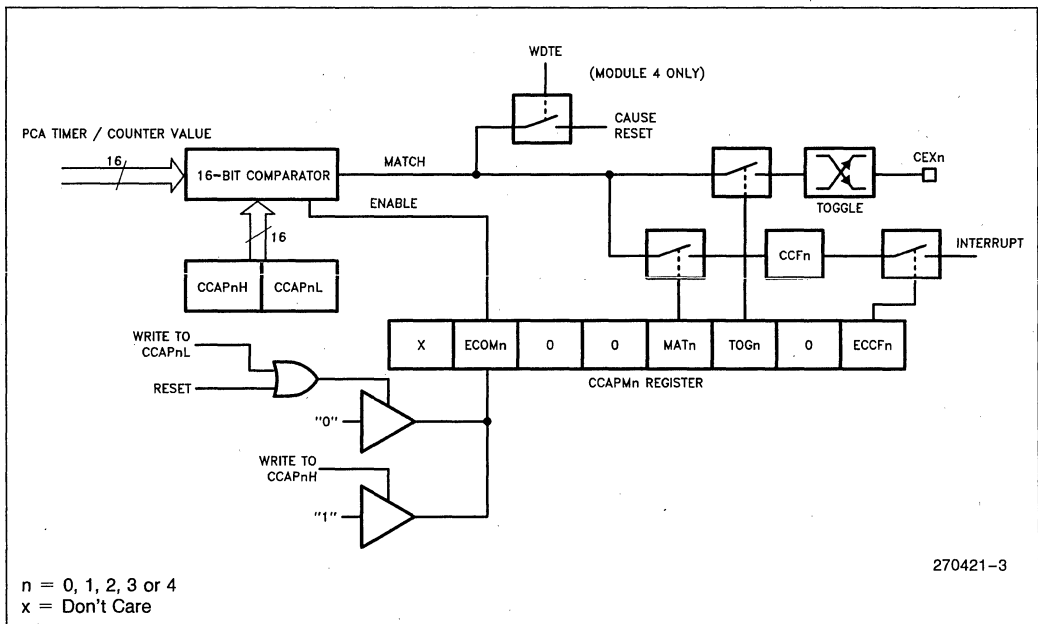 WDTE
(MODULE 4 ONLY)
CAUSE
RESET
PCA TIMER / COUNTER VALUE
16
16-BIT COMPARATOR
MATCH
ENABLE
CEXn
TOGGLE
16
CCFn
INTERRUPT
CCAPnH CCAPnL
X ECOMn 0 0 MATn TOGn 0 ECCFn
CCAPMn REGISTER
WRITE TO
CCAPnL
RESET
"0"
WRITE TO
CCAPnH
"1"
270421-3
n = 0, 1, 2, 3 or 4
x = Don't Care